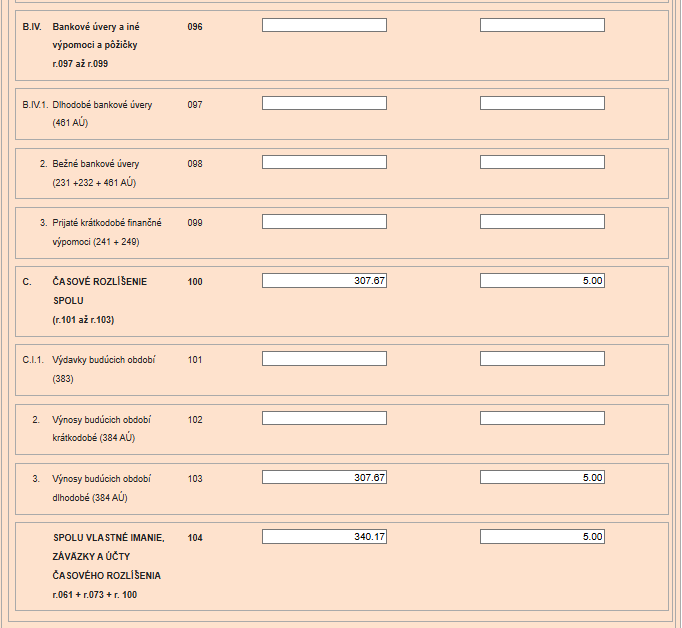 B.IV. Bankové úvery a iné 096
výpomoci a pôžičky
r.097 až r.099
B.IV.1. Dlhodobé bankové úvery 097
(461 AÚ)
2. Bežné bankové úvery 098
(231 +232 + 461 AÚ)
3. Prijaté krátkodobé finančné 099
výpomoci (241 + 249)
C. ČASOVÉ ROZLÍŠENIE 100 307.67 5.00
SPOLU
(r.101 až r.103)
C.I.1. Výdavky budúcich období 101
(383)
2. Výnosy budúcich období 102
krátkodobé (384 AÚ)
3. Výnosy budúcich období 103 307.67 5.00
dlhodobé (384 AÚ)
SPOLU VLASTNÉ IMANIE, 104 340.17 5.00
ZÁVÄZKY A ÚČTY
ČASOVÉHO ROZLÍŠENIA
r.061 + r.073 + r. 100